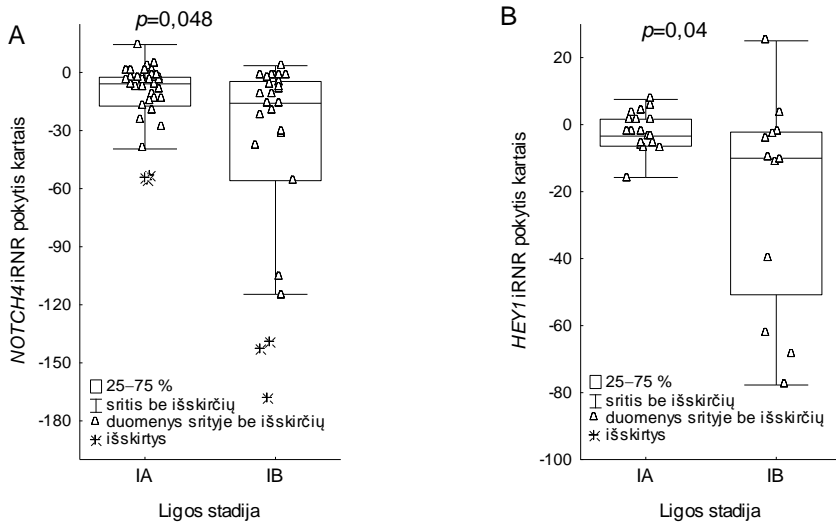 A
p=0,048
NOTCH4 iRNR pokytis kartais
0
-30
-60
-90
-120
-150
-180
25–75 %
sritis be išskirčių
duomenys srityje be išskirčių
išskirtys
IA
IB
Ligos stadija
B
p=0,04
HEY1 iRNR pokytis kartais
20
0
-20
-40
-60
-80
-100
25–75 %
sritis be išskirčių
duomenys srityje be išskirčių
išskirtys
IA
IB
Ligos stadija